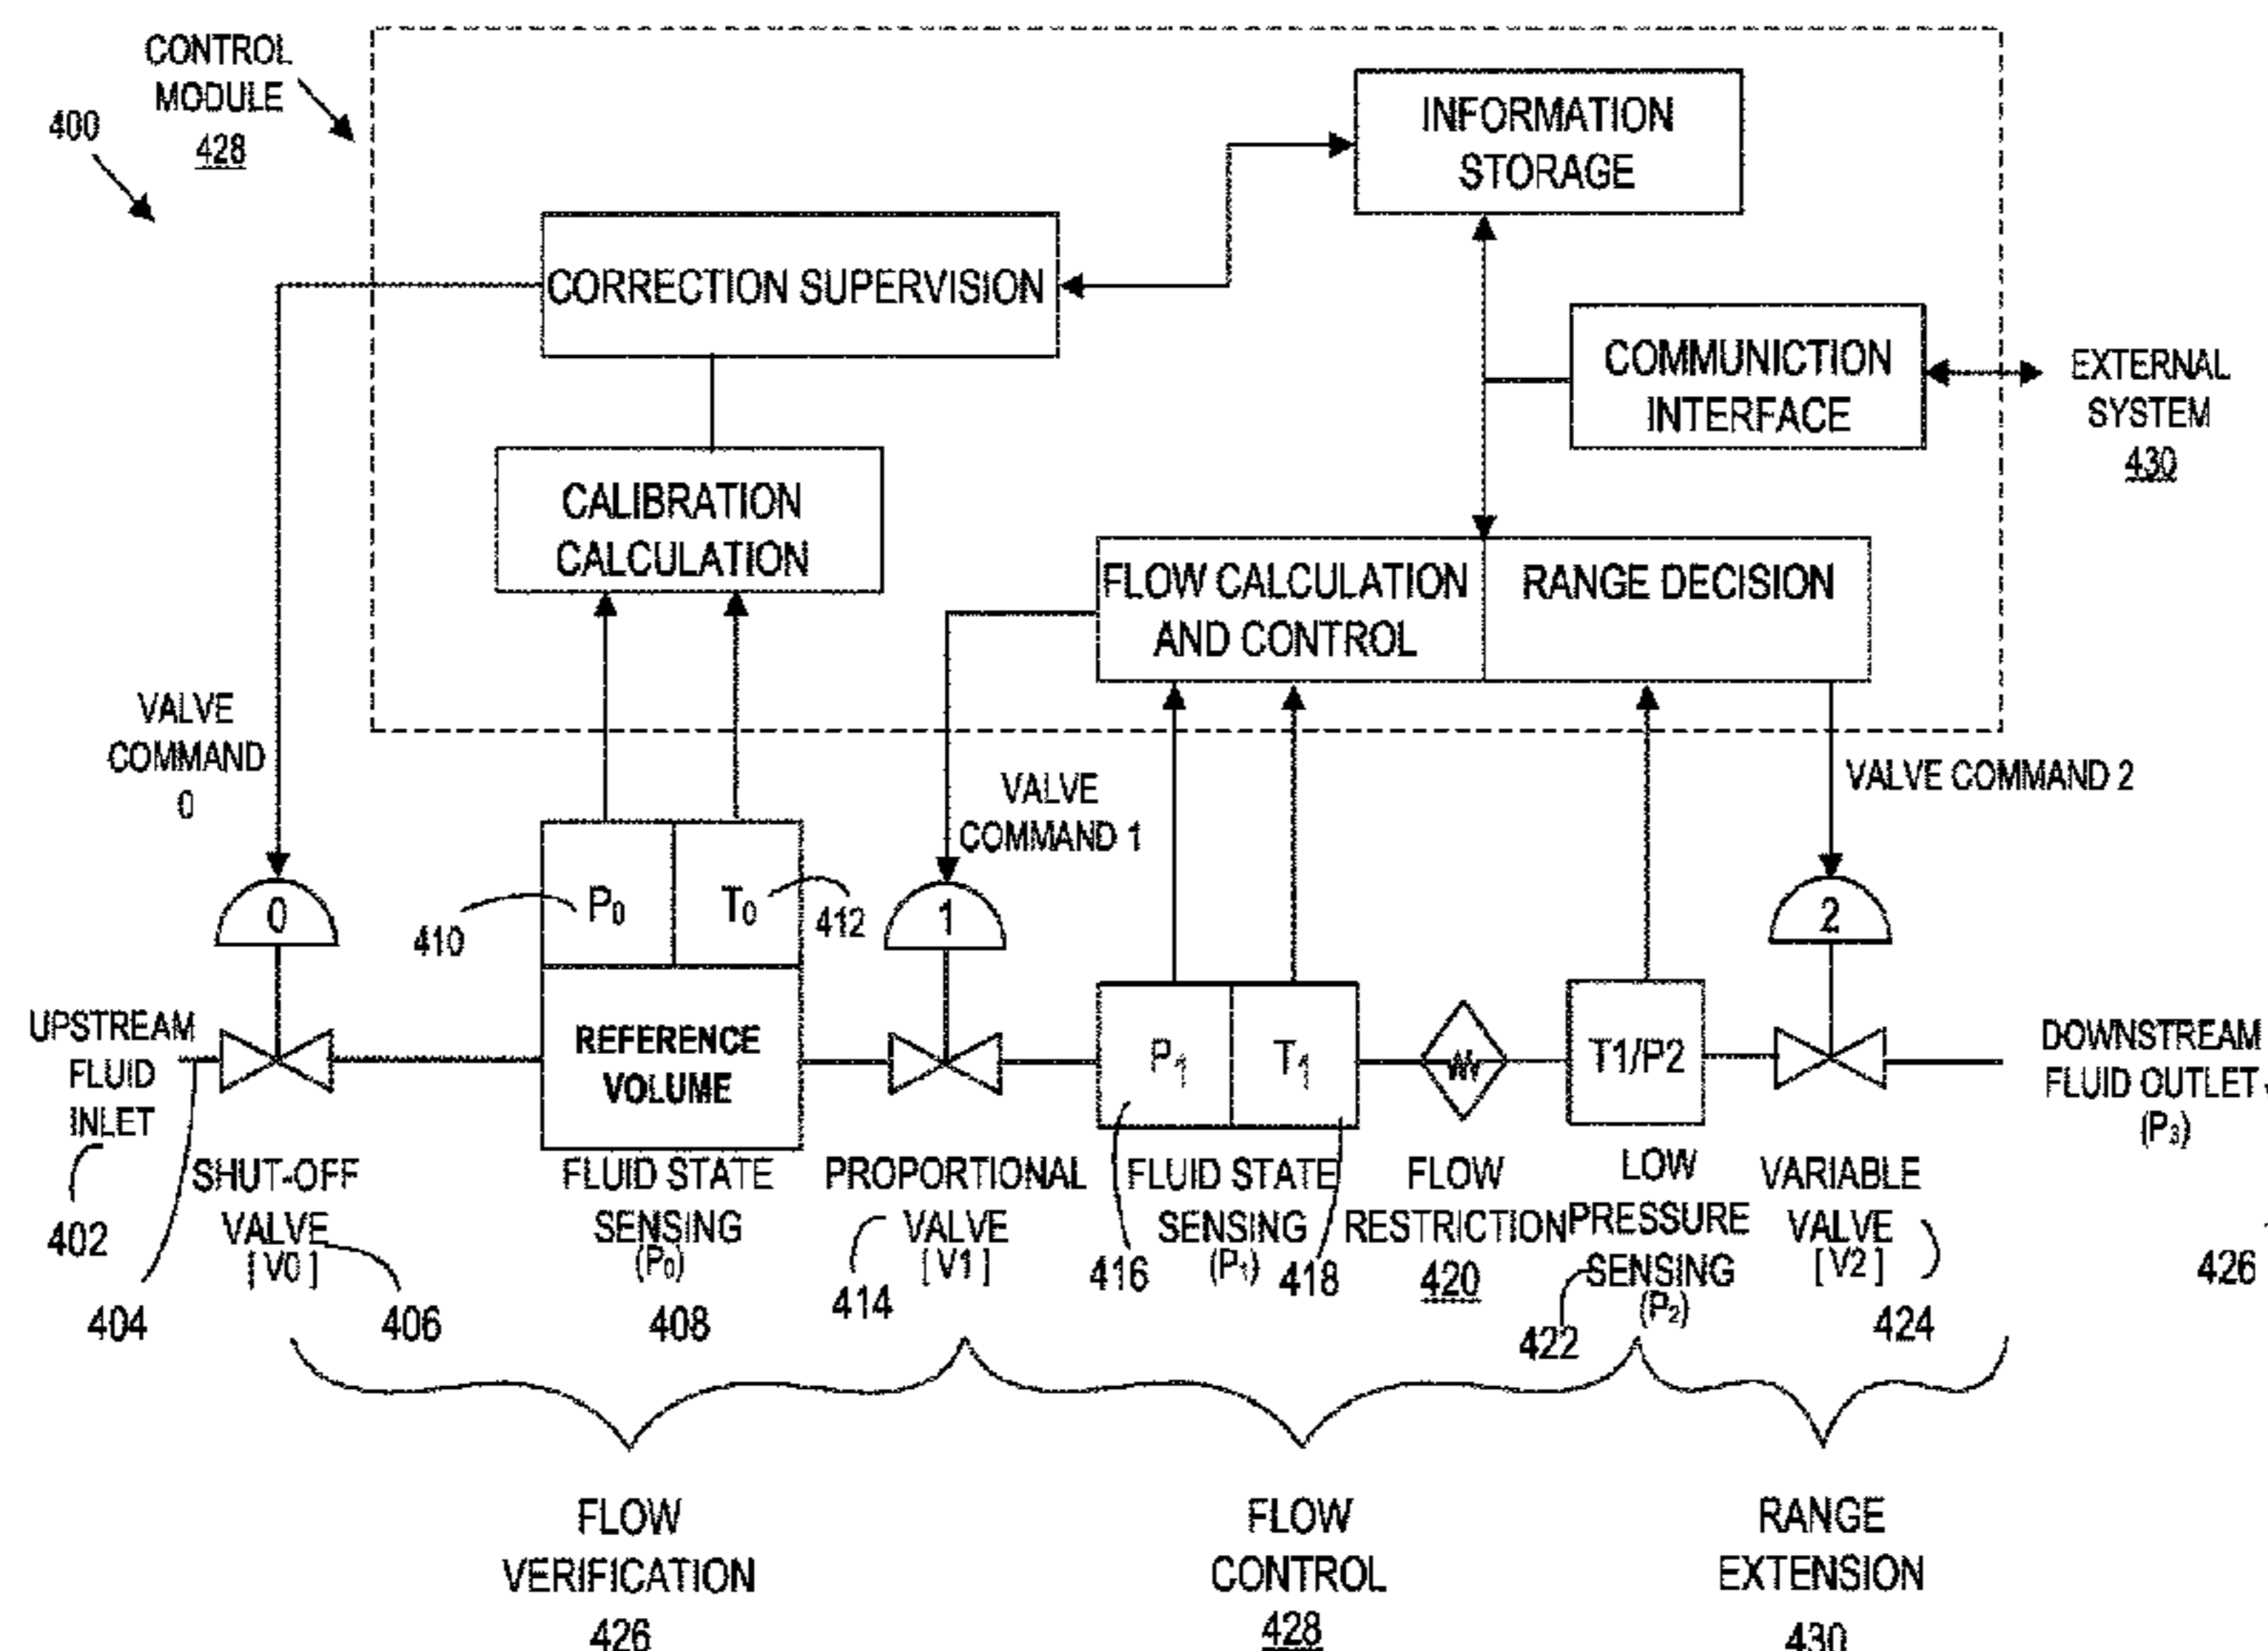 CONTROL
MODULE
428
400
INFORMATION
STORAGE
CORRECTION SUPERVISION
COMMUNICTION
INTERFACE
EXTERNAL
SYSTEM
430
CALIBRATION
CALCULATION
FLOW CALCULATION
AND CONTROL
RANGE DECISION
VALVE
COMMAND
0
VALVE
COMMAND 1
VALVE COMMAND 2
0
410
P₀
T₀
412
1
2
UPSTREAM
FLUID
INLET
402
404
REFERENCE
VOLUME
P₁
T₁
T1/P2
DOWNSTREAM
FLUID OUTLET
(P₃)
426
SHUT-OFF
VALVE
[ V0 ]
406
FLUID STATE
SENSING
(P₀)
408
PROPORTIONAL
VALVE
[ V1 ]
414
FLUID STATE
SENSING
(P₁)
416
418
FLOW
RESTRICTION
420
LOW
PRESSURE
SENSING
(P₂)
422
VARIABLE
VALVE
[ V2 ]
424
FLOW
VERIFICATION
426
FLOW
CONTROL
428
RANGE
EXTENSION
430